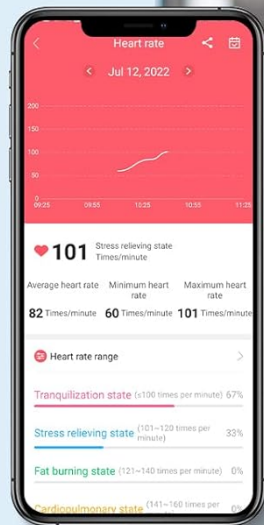 Heart rate
Jul 12, 2022
200
150
100
50
0
09:25 09:55 10:25 10:55 11:25
101 Stress relieving state
Times/minute
Average heart rate Minimum heart rate Maximum heart rate
82 Times/minute 60 Times/minute 101 Times/minute
Heart rate range
Tranquilization state (≤100 times per minute) 67%
Stress relieving state (101~120 times per minute) 33%
Fat burning state (121~140 times per minute) 0%
Cardiopulmonary state (141~160 times per 0%